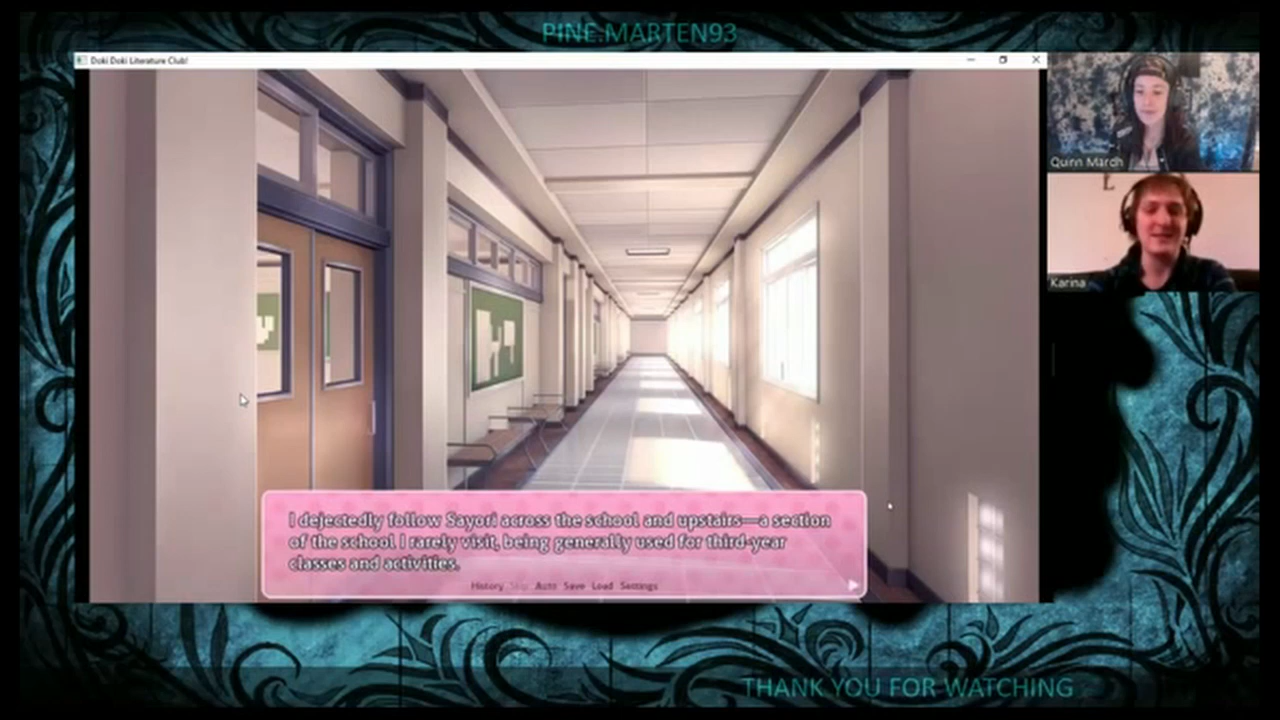 PINE.MARTEN93
Doki Doki Literature Club!
Quinn March
Karina
I dejectedly follow Sayori across the school and upstairs—a section
of the school I rarely visit, being generally used for third-year
classes and activities.
History Skip Auto Save Load Settings
THANK YOU FOR WATCHING